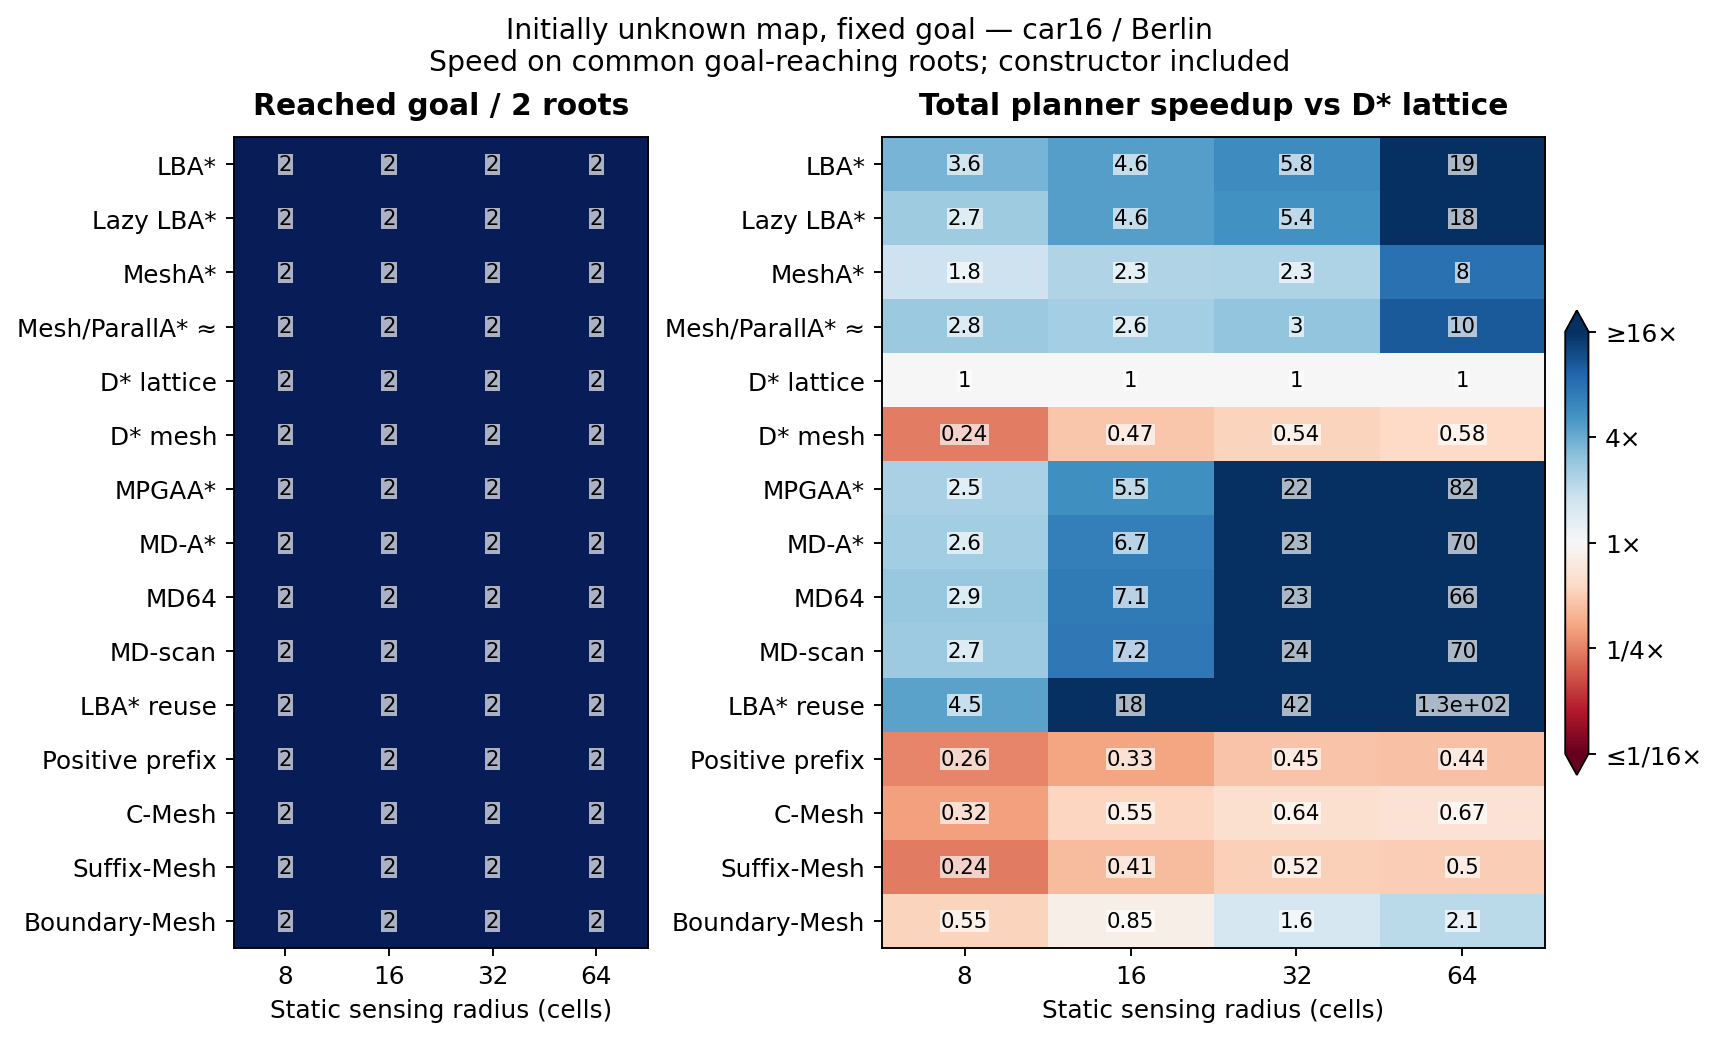 Initially unknown map, fixed goal — car16 / Berlin
Speed on common goal-reaching roots; constructor included
Reached goal / 2 roots
LBA* 2 2 2 2
Lazy LBA* 2 2 2 2
MeshA* 2 2 2 2
Mesh/ParallA* ≈ 2 2 2 2
D* lattice 2 2 2 2
D* mesh 2 2 2 2
MPGAA* 2 2 2 2
MD-A* 2 2 2 2
MD64 2 2 2 2
MD-scan 2 2 2 2
LBA* reuse 2 2 2 2
Positive prefix 2 2 2 2
C-Mesh 2 2 2 2
Suffix-Mesh 2 2 2 2
Boundary-Mesh 2 2 2 2
8 16 32 64
Static sensing radius (cells)
Total planner speedup vs D* lattice
LBA* 3.6 4.6 5.8 19
Lazy LBA* 2.7 4.6 5.4 18
MeshA* 1.8 2.3 2.3 8
Mesh/ParallA* ≈ 2.8 2.6 3 10
D* lattice 1 1 1 1
D* mesh 0.24 0.47 0.54 0.58
MPGAA* 2.5 5.5 22 82
MD-A* 2.6 6.7 23 70
MD64 2.9 7.1 23 66
MD-scan 2.7 7.2 24 70
LBA* reuse 4.5 18 42 1.3e+02
Positive prefix 0.26 0.33 0.45 0.44
C-Mesh 0.32 0.55 0.64 0.67
Suffix-Mesh 0.24 0.41 0.52 0.5
Boundary-Mesh 0.55 0.85 1.6 2.1
8 16 32 64
Static sensing radius (cells)
≥16×
4×
1×
1/4×
≤1/16×